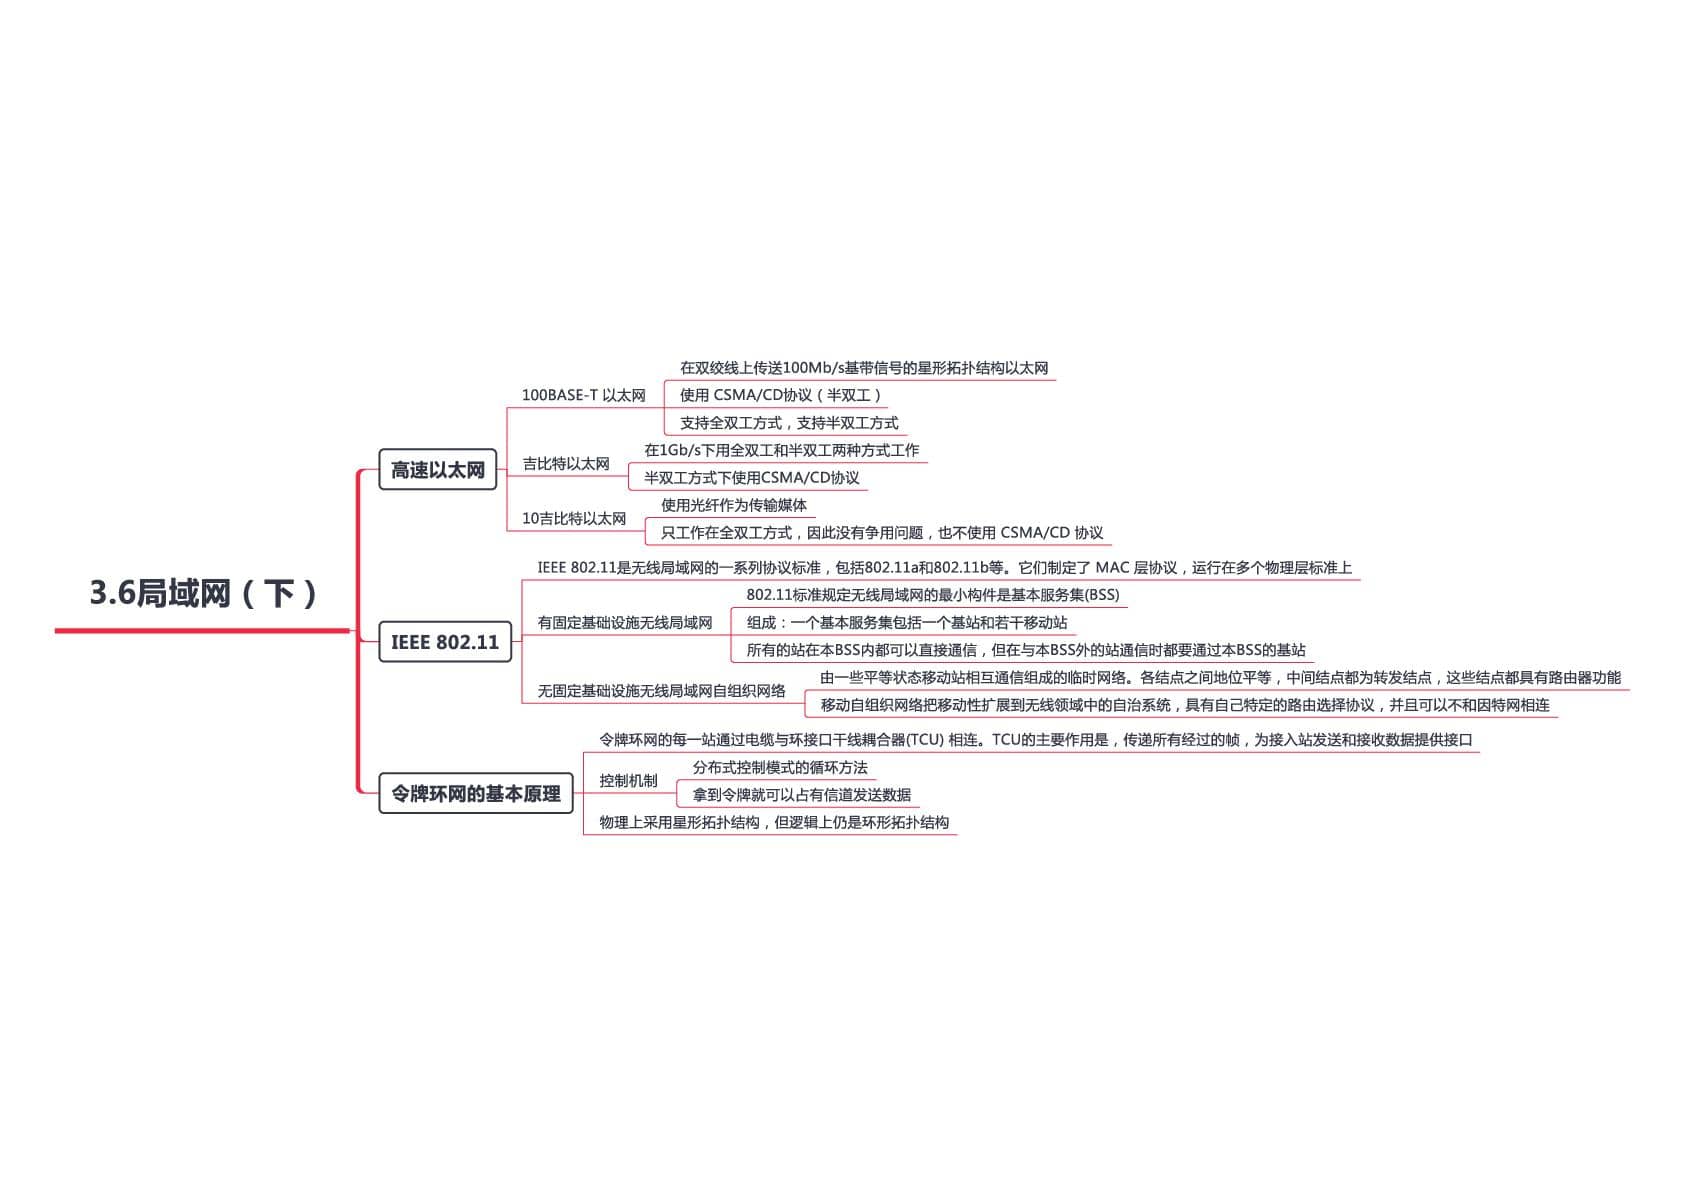 3.6局域网（下）
高速以太网
100BASE-T 以太网
在双绞线上传送100Mb/s基带信号的星形拓扑结构以太网
使用 CSMA/CD协议（半双工）
支持全双工方式，支持半双工方式
吉比特以太网
在1Gb/s下用全双工和半双工两种方式工作
半双工方式下使用CSMA/CD协议
10吉比特以太网
使用光纤作为传输媒体
只工作在全双工方式，因此没有争用问题，也不使用 CSMA/CD 协议
IEEE 802.11
IEEE 802.11是无线局域网的一系列协议标准，包括802.11a和802.11b等。它们制定了 MAC 层协议，运行在多个物理层标准上
有固定基础设施无线局域网
802.11标准规定无线局域网的最小构件是基本服务集(BSS)
组成：一个基本服务集包括一个基站和若干移动站
所有的站在本BSS内都可以直接通信，但在与本BSS外的站通信时都要通过本BSS的基站
无固定基础设施无线局域网自组织网络
由一些平等状态移动站相互通信组成的临时网络。各结点之间地位平等，中间结点都为转发结点，这些结点都具有路由器功能
移动自组织网络把移动性扩展到无线领域中的自治系统，具有自己特定的路由选择协议，并且可以不和因特网相连
令牌环网的基本原理
令牌环网的每一站通过电缆与环接口干线耦合器(TCU) 相连。TCU的主要作用是，传递所有经过的帧，为接入站发送和接收数据提供接口
控制机制
分布式控制模式的循环方法
拿到令牌就可以占有信道发送数据
物理上采用星形拓扑结构，但逻辑上仍是环形拓扑结构